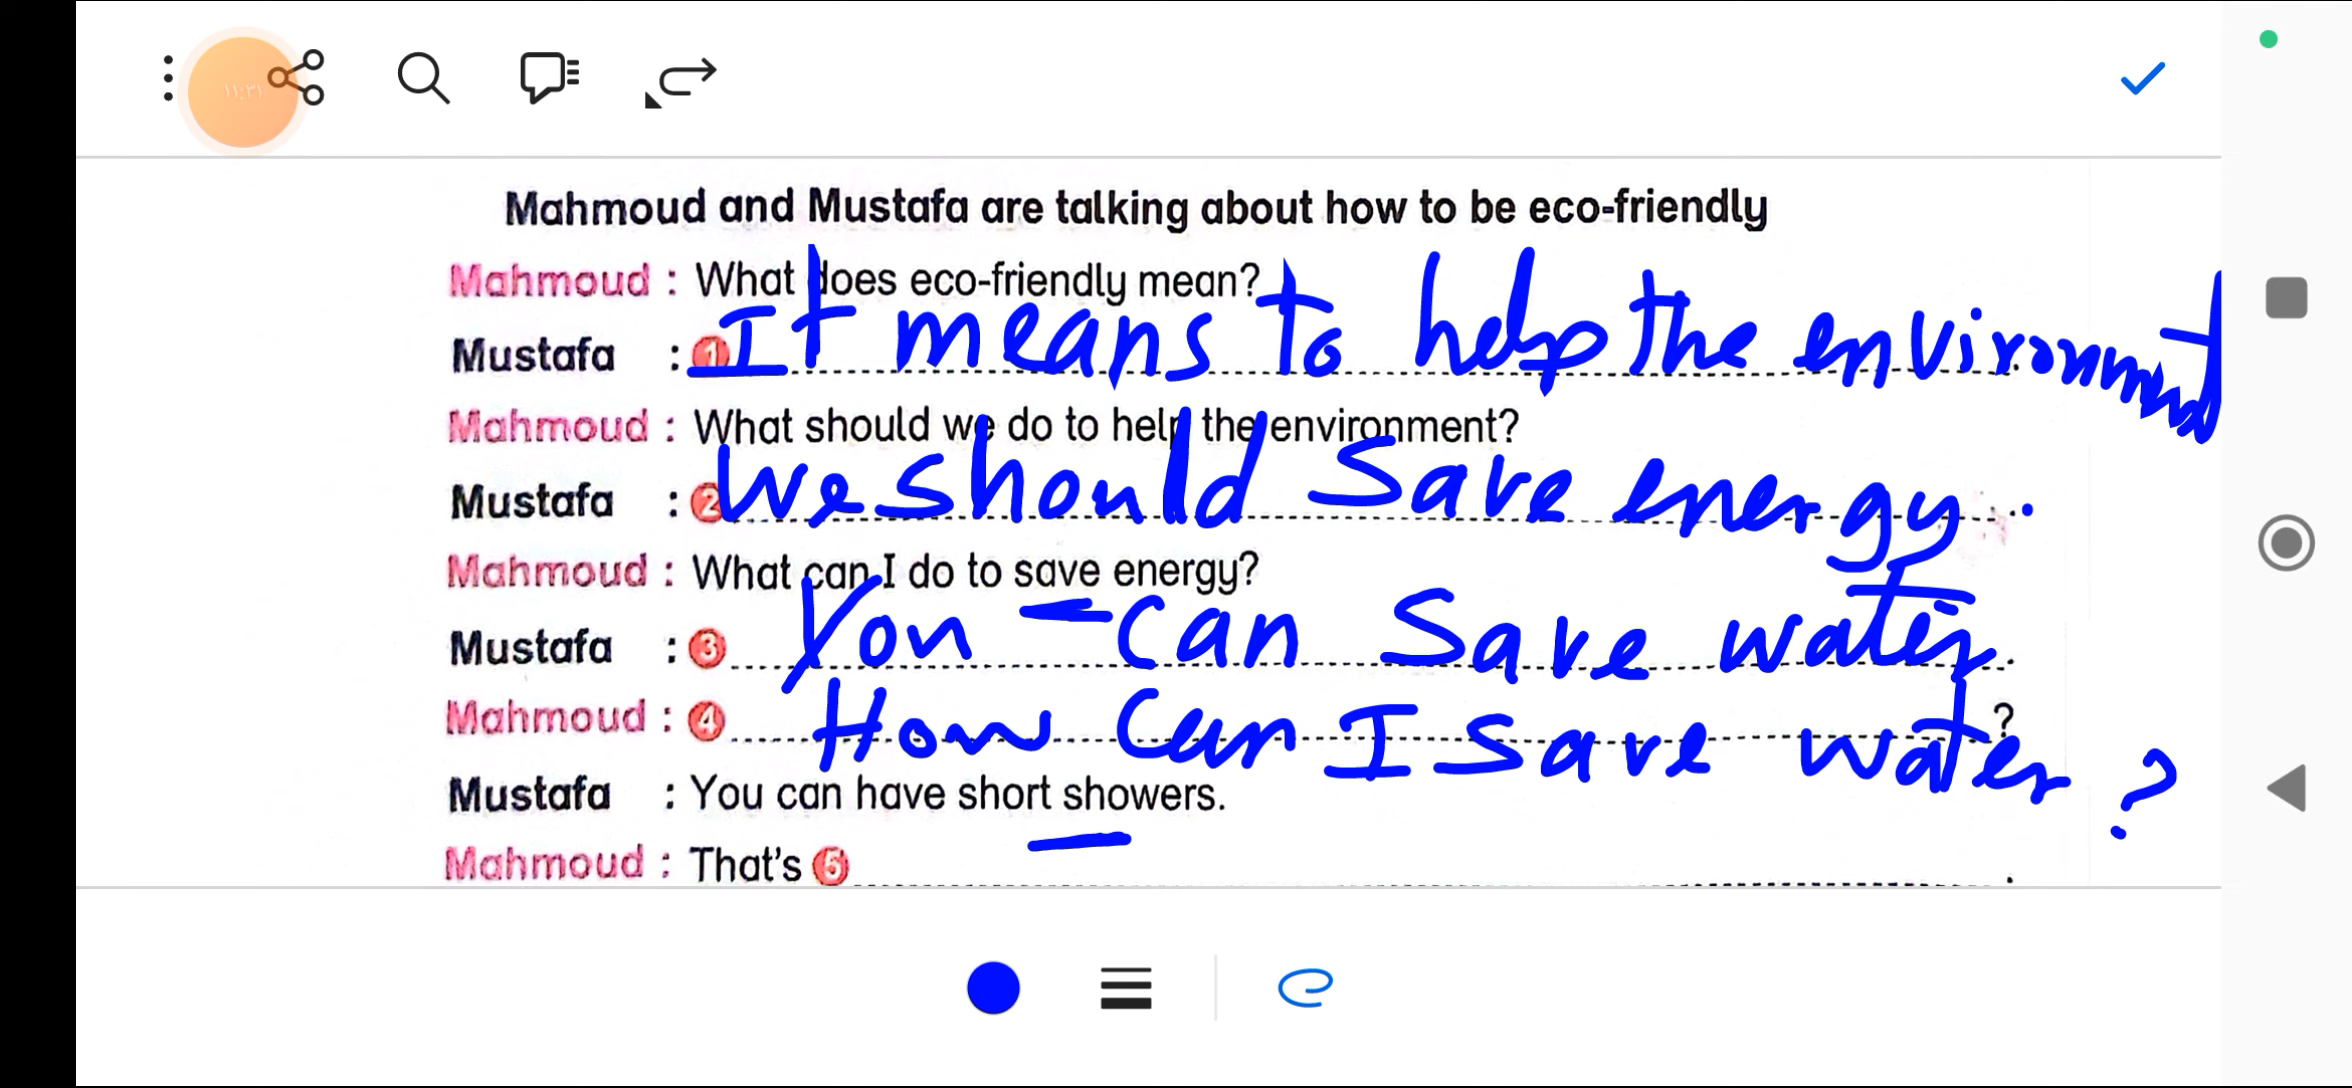 ١١:٣١
Mahmoud and Mustafa are talking about how to be eco-friendly
Mahmoud : What does eco-friendly mean?
Mustafa : 1 It means to help the environment
Mahmoud : What should we do to help the environment?
Mustafa : 2 We should save energy.
Mahmoud : What can I do to save energy?
Mustafa : 3 You can save water.
Mahmoud : 4 How can I save water ?
?
Mustafa : You can have short showers.
Mahmoud : That's 5 .